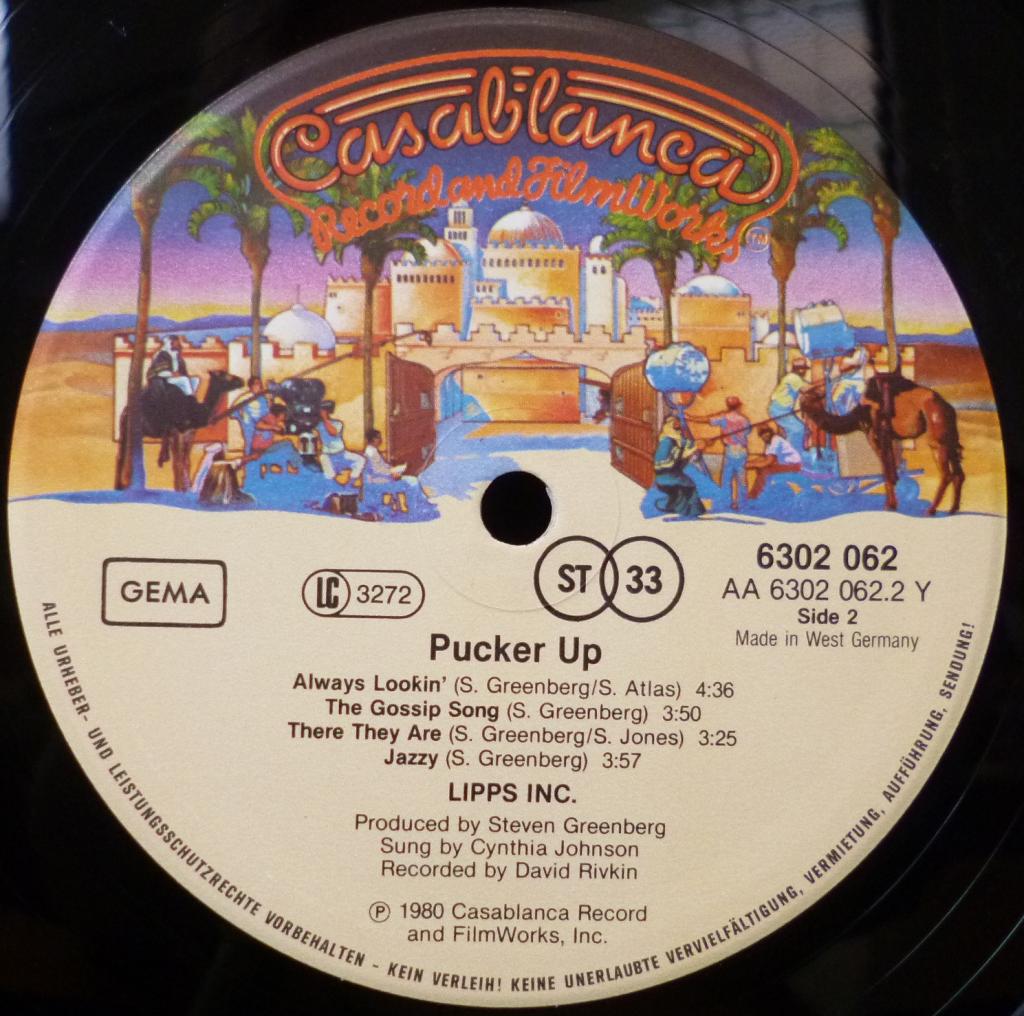 Casablanca
Record and FilmWorks TM
GEMA
LC 3272
ST 33
6302 062
AA 6302 062.2 Y
Side 2
Made in West Germany
Pucker Up
Always Lookin' (S. Greenberg/S. Atlas) 4:36
The Gossip Song (S. Greenberg) 3:50
There They Are (S. Greenberg/S. Jones) 3:25
Jazzy (S. Greenberg) 3:57
LIPPS INC.
Produced by Steven Greenberg
Sung by Cynthia Johnson
Recorded by David Rivkin
℗ 1980 Casablanca Record
and FilmWorks, Inc.
ALLE URHEBER- UND LEISTUNGSSCHUTZRECHTE VORBEHALTEN - KEIN VERLEIH! KEINE UNERLAUBTE VERVIELFÄLTIGUNG, VERMIETUNG, AUFFÜHRUNG, SENDUNG!